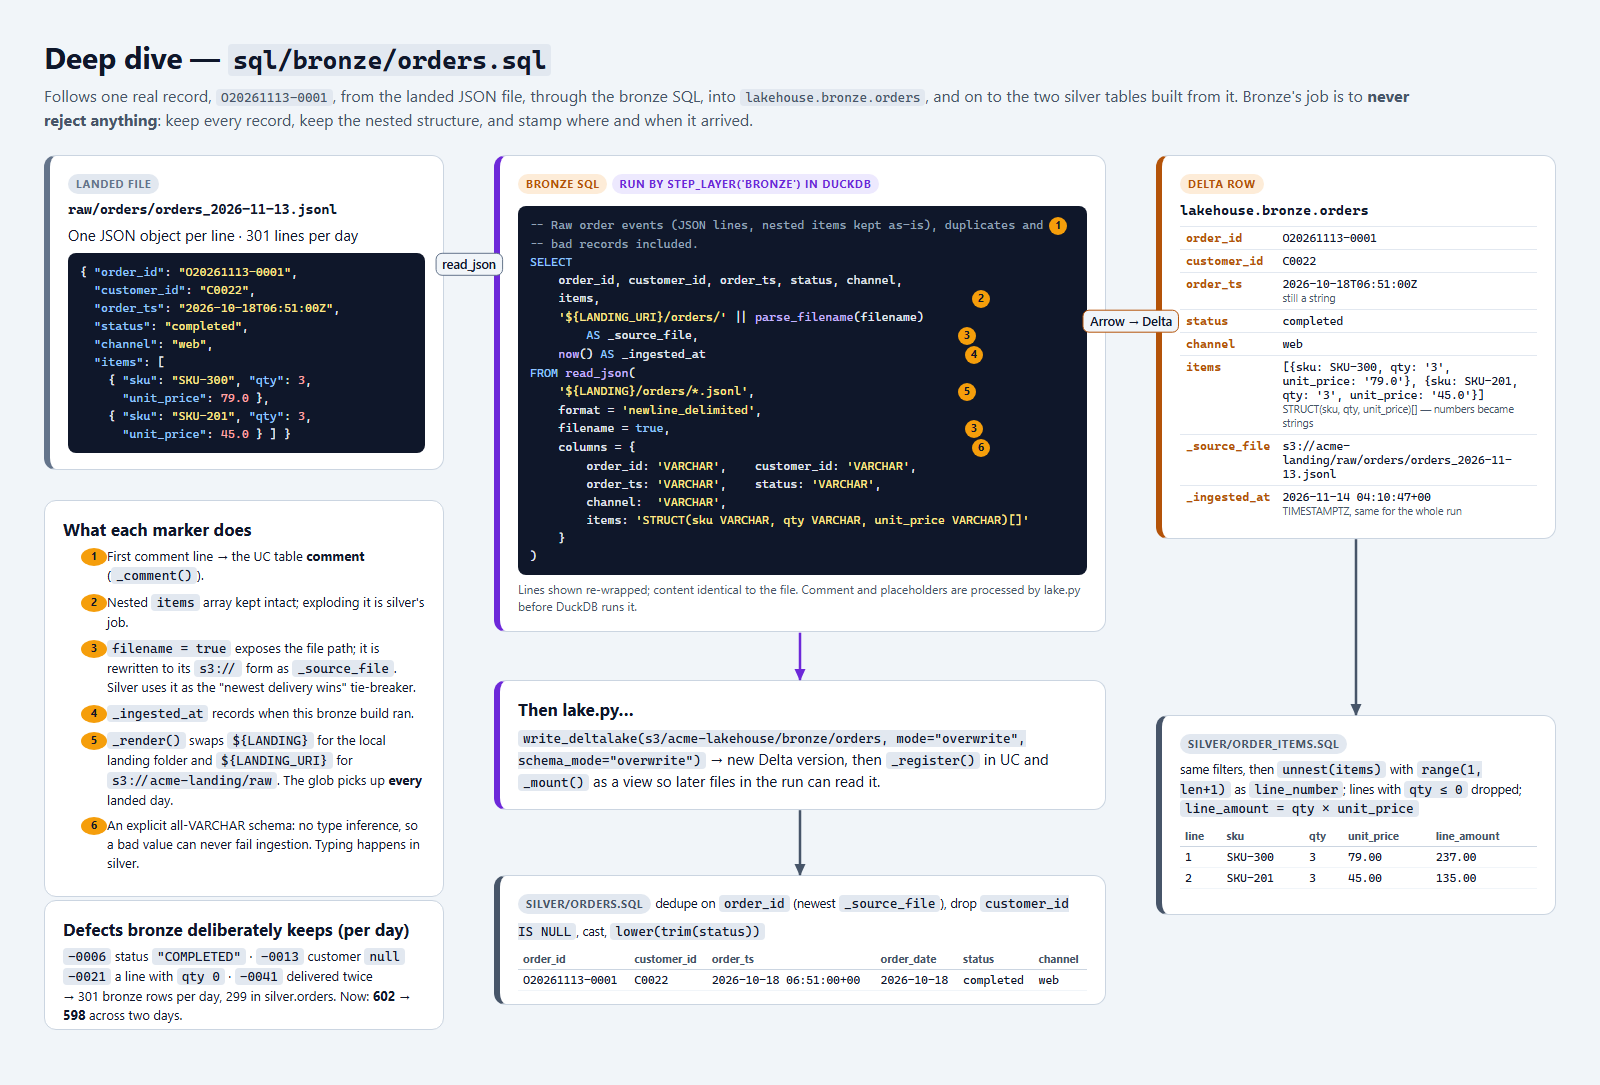 Deep dive — sql/bronze/orders.sql
Follows one real record, O20261113-0001, from the landed JSON file, through the bronze SQL, into lakehouse.bronze.orders, and on to the two silver tables built from it. Bronze's job is to never
reject anything: keep every record, keep the nested structure, and stamp where and when it arrived.
LANDED FILE
raw/orders/orders_2026-11-13.jsonl
One JSON object per line · 301 lines per day
{ "order_id": "O20261113-0001",
"customer_id": "C0022",
"order_ts": "2026-10-18T06:51:00Z",
"status": "completed",
"channel": "web",
"items": [
{ "sku": "SKU-300", "qty": 3,
"unit_price": 79.0 },
{ "sku": "SKU-201", "qty": 3,
"unit_price": 45.0 } ] }
read_json
BRONZE SQL RUN BY STEP_LAYER('BRONZE') IN DUCKDB
-- Raw order events (JSON lines, nested items kept as-is), duplicates and 1
-- bad records included.
SELECT
order_id, customer_id, order_ts, status, channel,
items, 2
'${LANDING_URI}/orders/' || parse_filename(filename)
AS _source_file, 3
now() AS _ingested_at 4
FROM read_json(
'${LANDING}/orders/*.jsonl', 5
format = 'newline_delimited',
filename = true, 3
columns = { 6
order_id: 'VARCHAR', customer_id: 'VARCHAR',
order_ts: 'VARCHAR', status: 'VARCHAR',
channel: 'VARCHAR',
items: 'STRUCT(sku VARCHAR, qty VARCHAR, unit_price VARCHAR)[]'
}
)
Lines shown re-wrapped; content identical to the file. Comment and placeholders are processed by lake.py
before DuckDB runs it.
Arrow → Delta
DELTA ROW
lakehouse.bronze.orders
order_id O20261113-0001
customer_id C0022
order_ts 2026-10-18T06:51:00Z
still a string
status completed
channel web
items [{sku: SKU-300, qty: '3',
unit_price: '79.0'}, {sku: SKU-201,
qty: '3', unit_price: '45.0'}]
STRUCT(sku, qty, unit_price)[] — numbers became
strings
_source_file s3://acme-
landing/raw/orders/orders_2026-11-
13.jsonl
_ingested_at 2026-11-14 04:10:47+00
TIMESTAMPTZ, same for the whole run
What each marker does
1 First comment line → the UC table comment
(_comment()).
2 Nested items array kept intact; exploding it is silver's
job.
3 filename = true exposes the file path; it is
rewritten to its s3:// form as _source_file.
Silver uses it as the "newest delivery wins" tie-breaker.
4 _ingested_at records when this bronze build ran.
5 _render() swaps ${LANDING} for the local
landing folder and ${LANDING_URI} for
s3://acme-landing/raw. The glob picks up every
landed day.
6 An explicit all-VARCHAR schema: no type inference, so
a bad value can never fail ingestion. Typing happens in
silver.
Then lake.py…
write_deltalake(s3/acme-lakehouse/bronze/orders, mode="overwrite",
schema_mode="overwrite") → new Delta version, then _register() in UC and
_mount() as a view so later files in the run can read it.
SILVER/ORDER_ITEMS.SQL
same filters, then unnest(items) with range(1,
len+1) as line_number; lines with qty ≤ 0 dropped;
line_amount = qty × unit_price
line sku qty unit_price line_amount
1 SKU-300 3 79.00 237.00
2 SKU-201 3 45.00 135.00
SILVER/ORDERS.SQL dedupe on order_id (newest _source_file), drop customer_id
IS NULL, cast, lower(trim(status))
order_id customer_id order_ts order_date status channel
O20261113-0001 C0022 2026-10-18 06:51:00+00 2026-10-18 completed web
Defects bronze deliberately keeps (per day)
-0006 status "COMPLETED" · -0013 customer null
-0021 a line with qty 0 · -0041 delivered twice
→ 301 bronze rows per day, 299 in silver.orders. Now: 602 →
598 across two days.